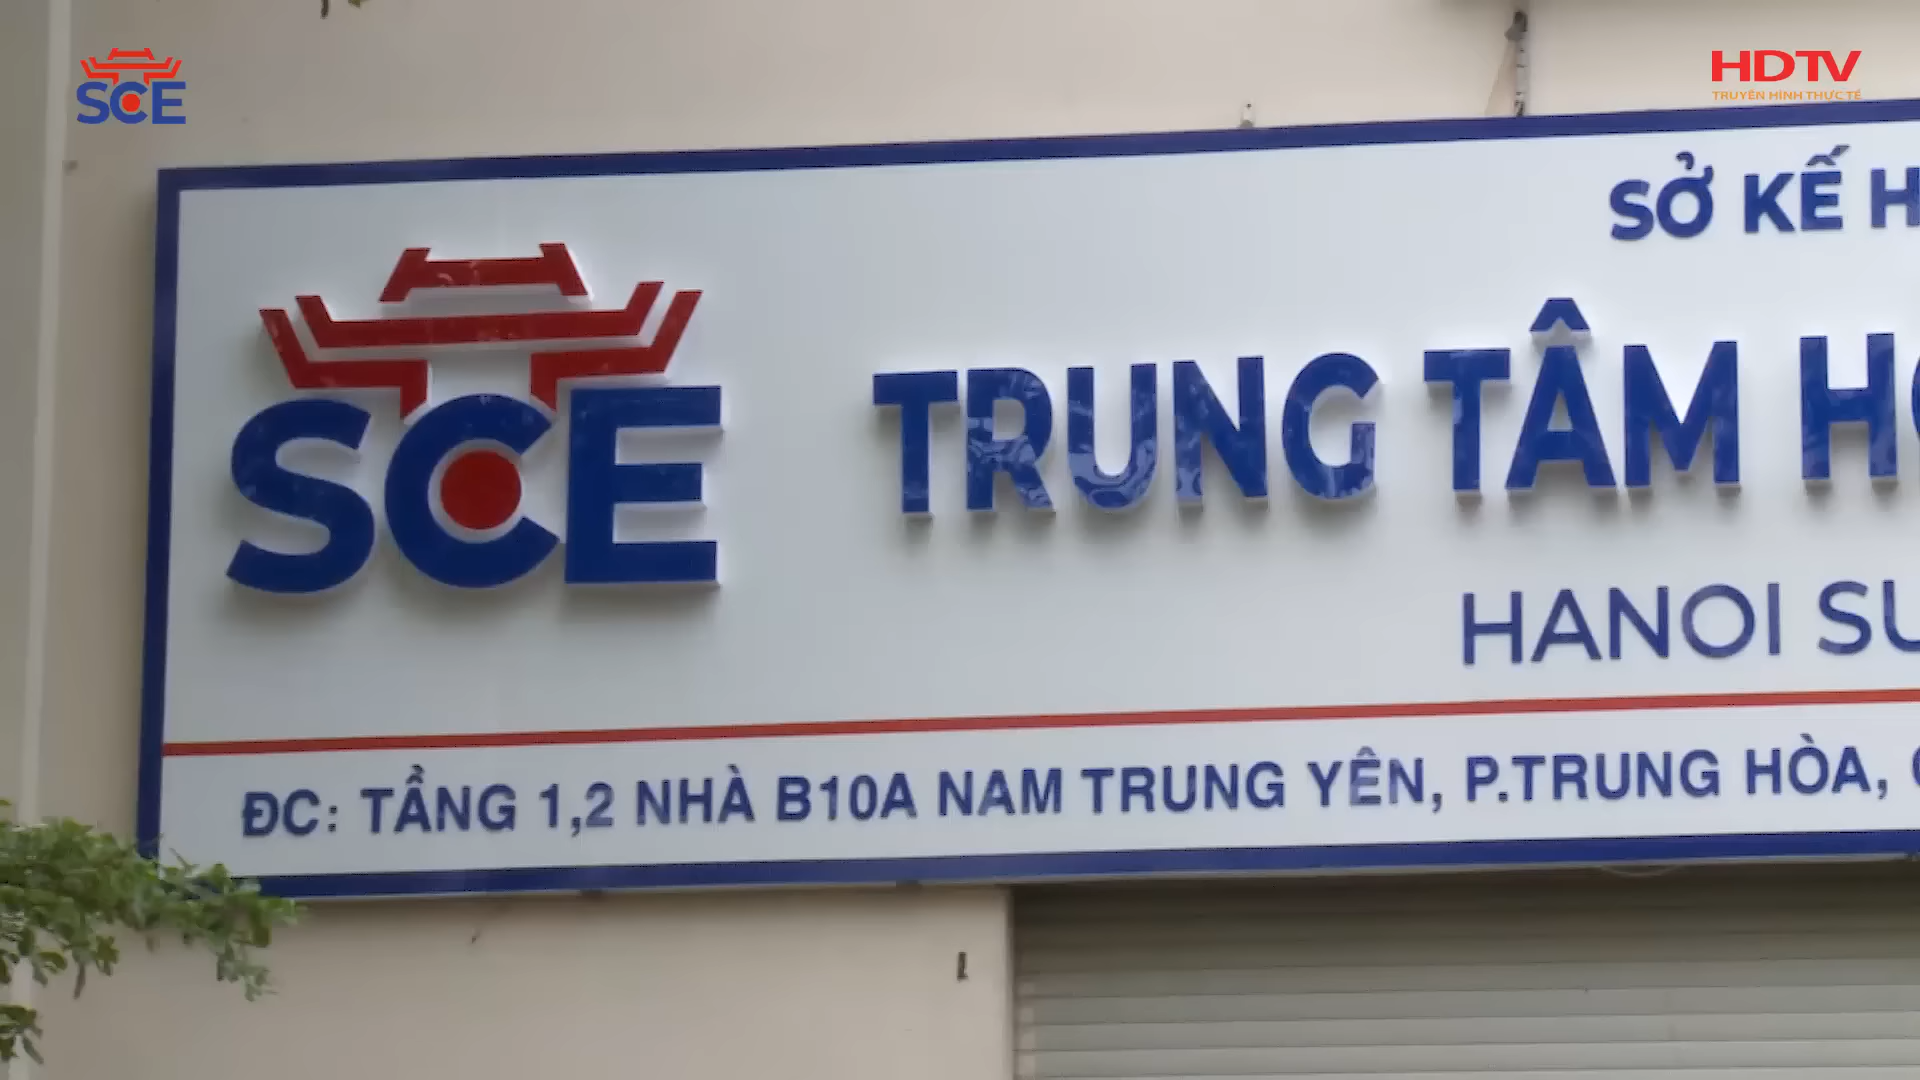 SCE
HDTV
TRUYỀN HÌNH THỰC TẾ
SỞ KẾ H
SCE
TRUNG TÂM H
HANOI SU
ĐC: TẦNG 1,2 NHÀ B10A NAM TRUNG YÊN, P.TRUNG HÒA,